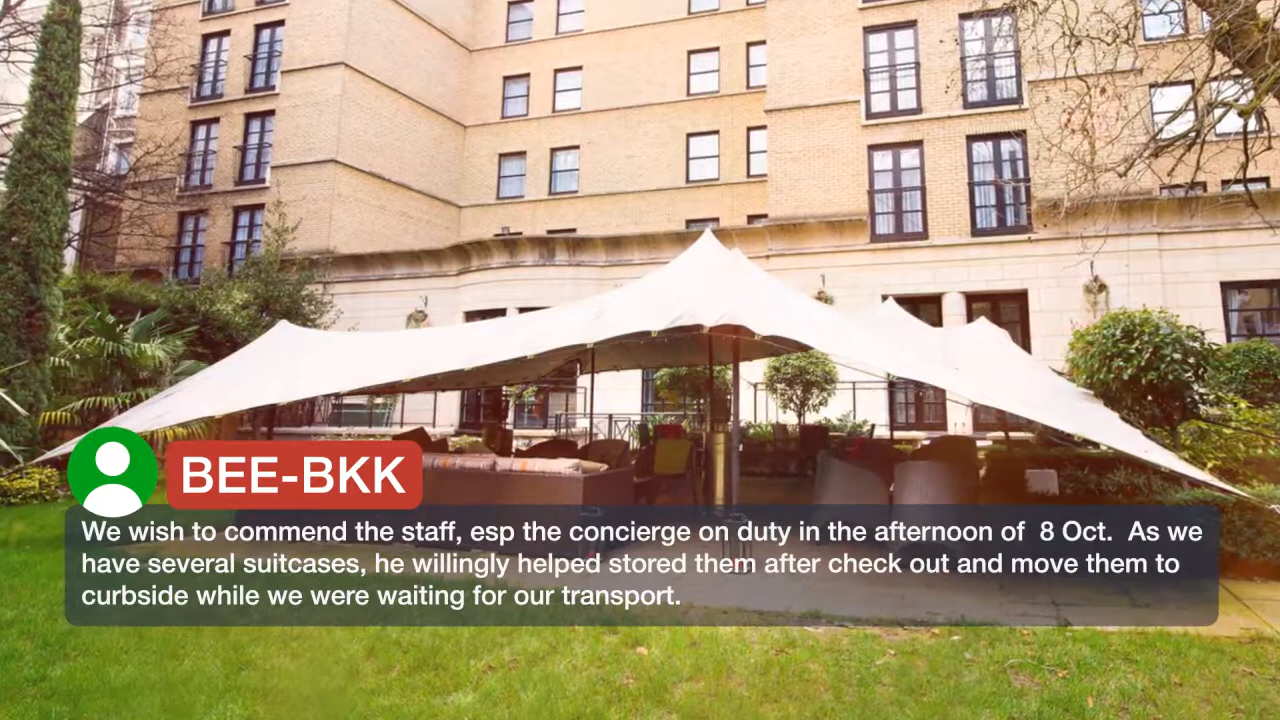 BEE-BKK
We wish to commend the staff, esp the concierge on duty in the afternoon of  8 Oct.  As we
have several suitcases, he willingly helped stored them after check out and move them to
curbside while we were waiting for our transport.